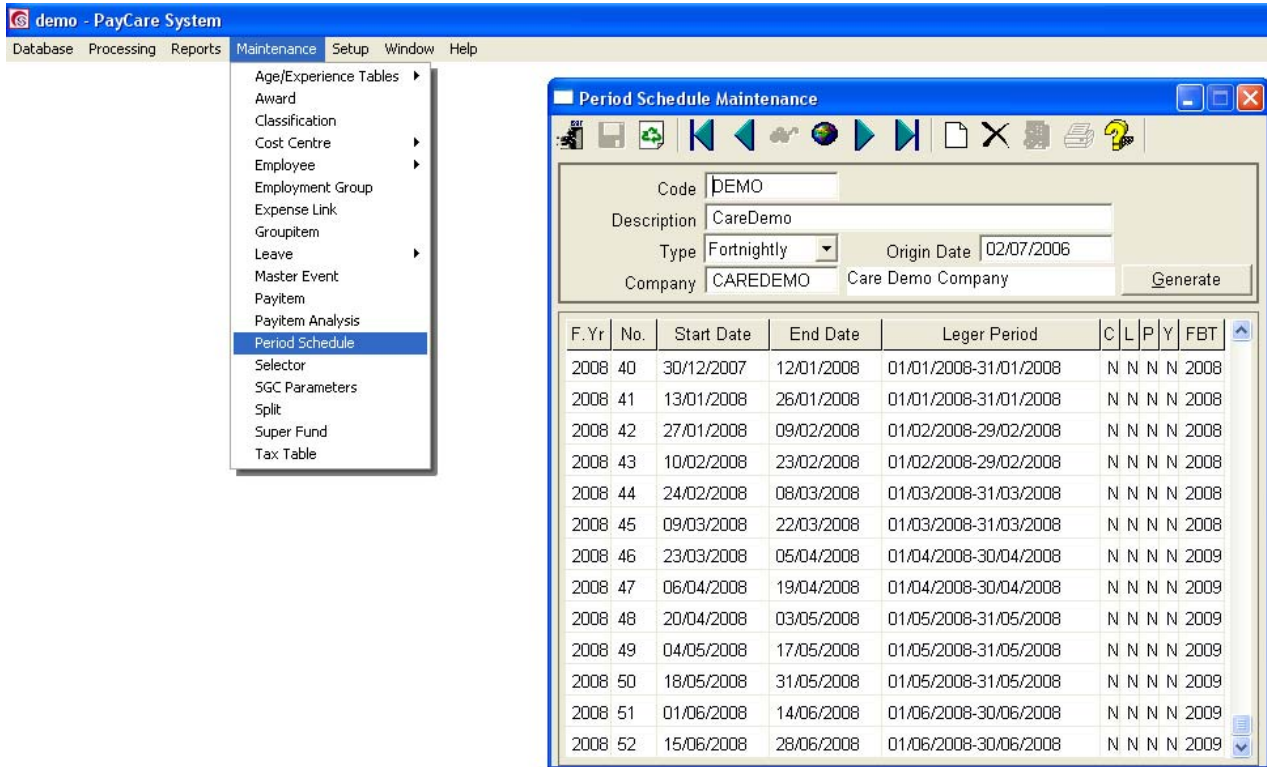 demo - PayCare System
Database Processing Reports Maintenance Setup Window Help
Age/Experience Tables
Award
Classification
Cost Centre
Employee
Employment Group
Expense Link
Groupitem
Leave
Master Event
Payitem
Payitem Analysis
Period Schedule
Selector
SGC Parameters
Split
Super Fund
Tax Table
Period Schedule Maintenance
Code DEMO
Description CareDemo
Type Fortnightly Origin Date 02/07/2006
Company CAREDEMO Care Demo Company Generate
F.Yr No. Start Date End Date Leger Period C L P Y FBT
2008 40 30/12/2007 12/01/2008 01/01/2008-31/01/2008 N N N N 2008
2008 41 13/01/2008 26/01/2008 01/01/2008-31/01/2008 N N N N 2008
2008 42 27/01/2008 09/02/2008 01/02/2008-29/02/2008 N N N N 2008
2008 43 10/02/2008 23/02/2008 01/02/2008-29/02/2008 N N N N 2008
2008 44 24/02/2008 08/03/2008 01/03/2008-31/03/2008 N N N N 2008
2008 45 09/03/2008 22/03/2008 01/03/2008-31/03/2008 N N N N 2008
2008 46 23/03/2008 05/04/2008 01/04/2008-30/04/2008 N N N N 2009
2008 47 06/04/2008 19/04/2008 01/04/2008-30/04/2008 N N N N 2009
2008 48 20/04/2008 03/05/2008 01/05/2008-31/05/2008 N N N N 2009
2008 49 04/05/2008 17/05/2008 01/05/2008-31/05/2008 N N N N 2009
2008 50 18/05/2008 31/05/2008 01/05/2008-31/05/2008 N N N N 2009
2008 51 01/06/2008 14/06/2008 01/06/2008-30/06/2008 N N N N 2009
2008 52 15/06/2008 28/06/2008 01/06/2008-30/06/2008 N N N N 2009